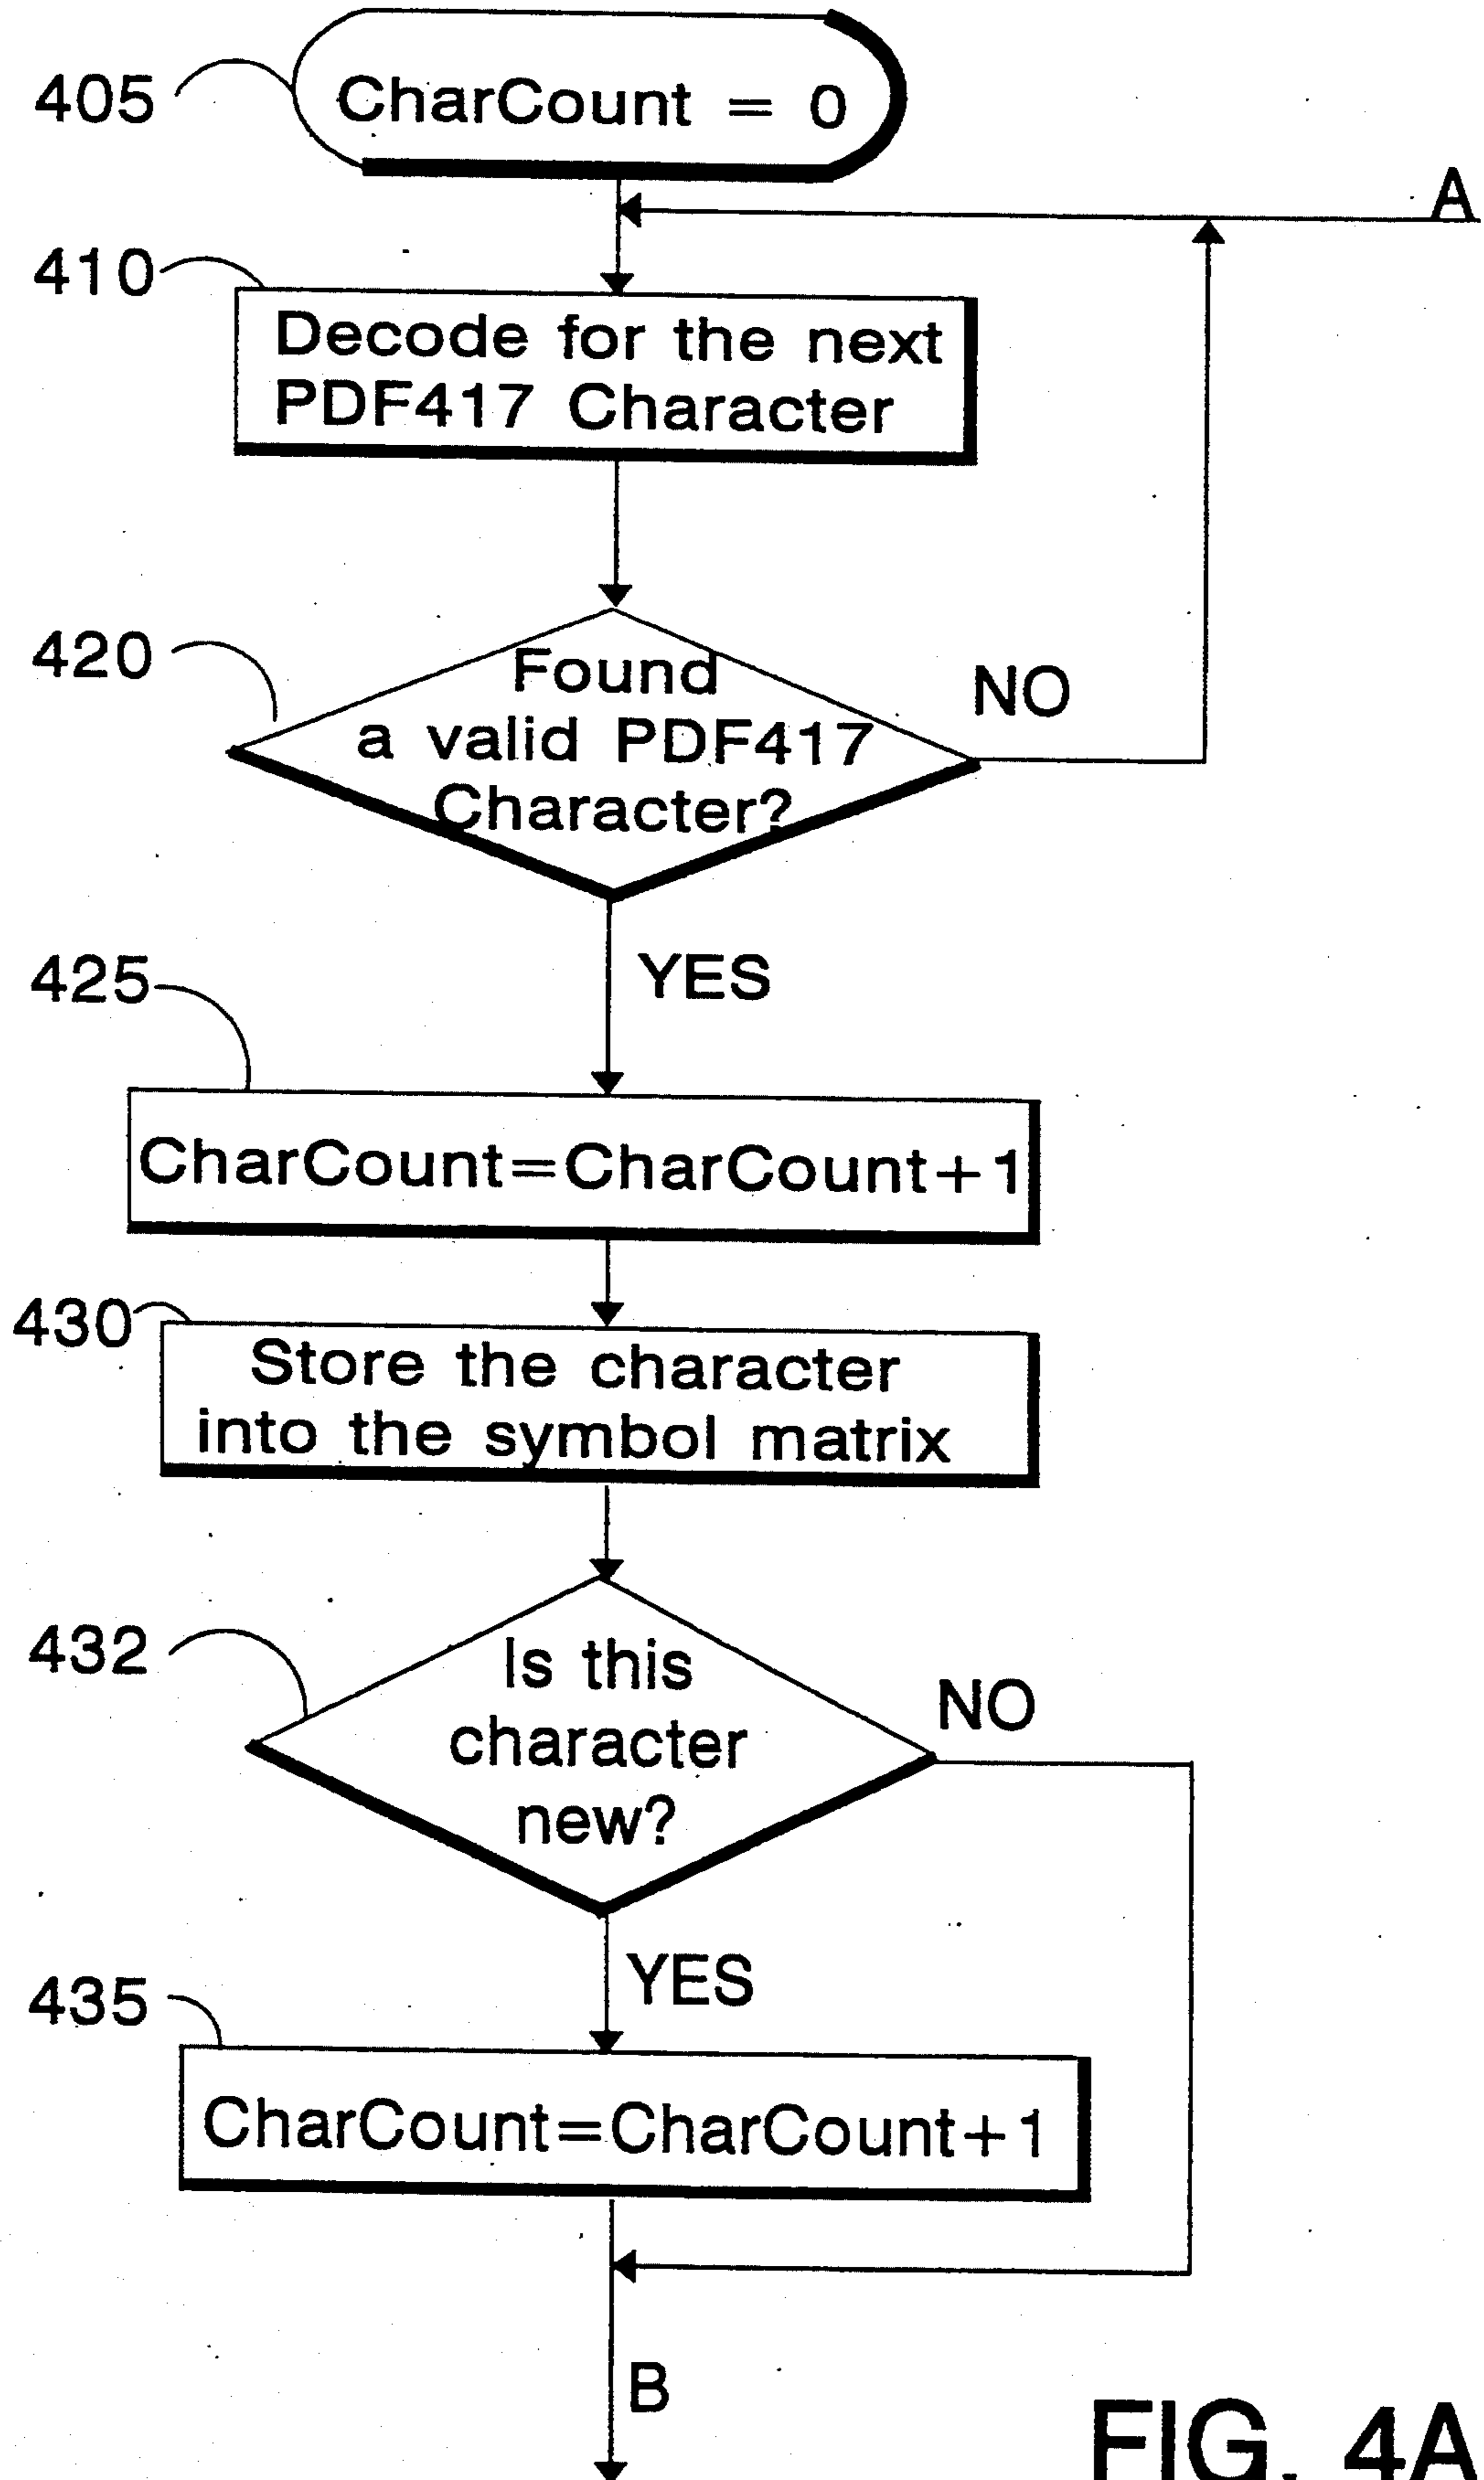 405
CharCount = 0
A
410
Decode for the next
PDF417 Character
420
Found
a valid PDF417
Character?
NO
YES
425
CharCount=CharCount+1
430
Store the character
into the symbol matrix
432
Is this
character
new?
NO
YES
435
CharCount=CharCount+1
B
FIG. 4A